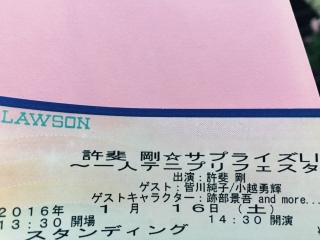 LAWSON
許斐 剛☆サプライズLI
～一人テニプリフェスタ
出演：許斐 剛
ゲスト：皆川純子/小越勇輝
ゲストキャラクター：跡部景吾 and more...
2016年 1月 16日（土）
13:30 開場 14:30 開演
スタンディング